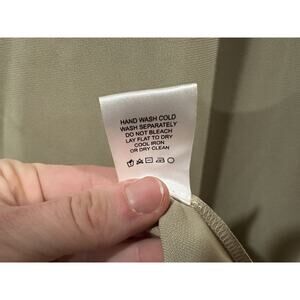 HAND WASH COLD
WASH SEPARATELY
DO NOT BLEACH
LAY FLAT TO DRY
COOL IRON
OR DRY CLEAN